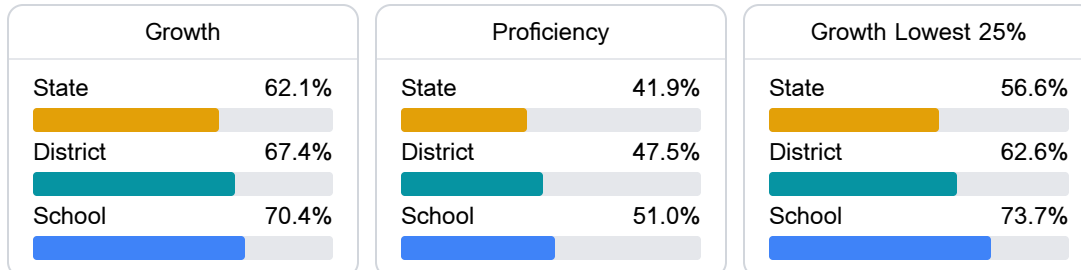 Growth
State 62.1%
District 67.4%
School 70.4%
Proficiency
State 41.9%
District 47.5%
School 51.0%
Growth Lowest 25%
State 56.6%
District 62.6%
School 73.7%